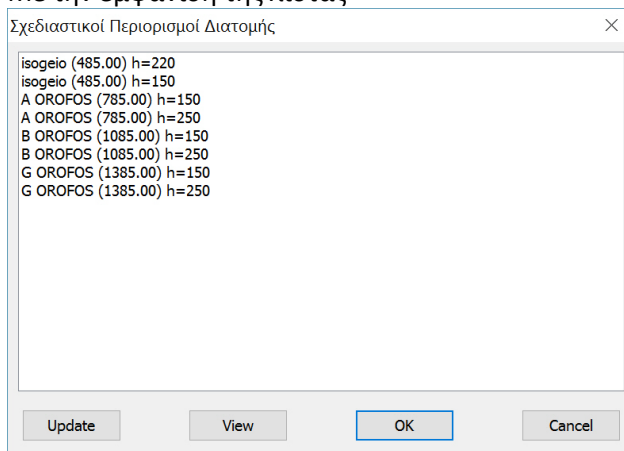 Σχεδιαστικοί Περιορισμοί Διατομής
isogeio (485.00) h=220
isogeio (485.00) h=150
A OROFOS (785.00) h=150
A OROFOS (785.00) h=250
B OROFOS (1085.00) h=150
B OROFOS (1085.00) h=250
G OROFOS (1385.00) h=150
G OROFOS (1385.00) h=250
Update View OK Cancel